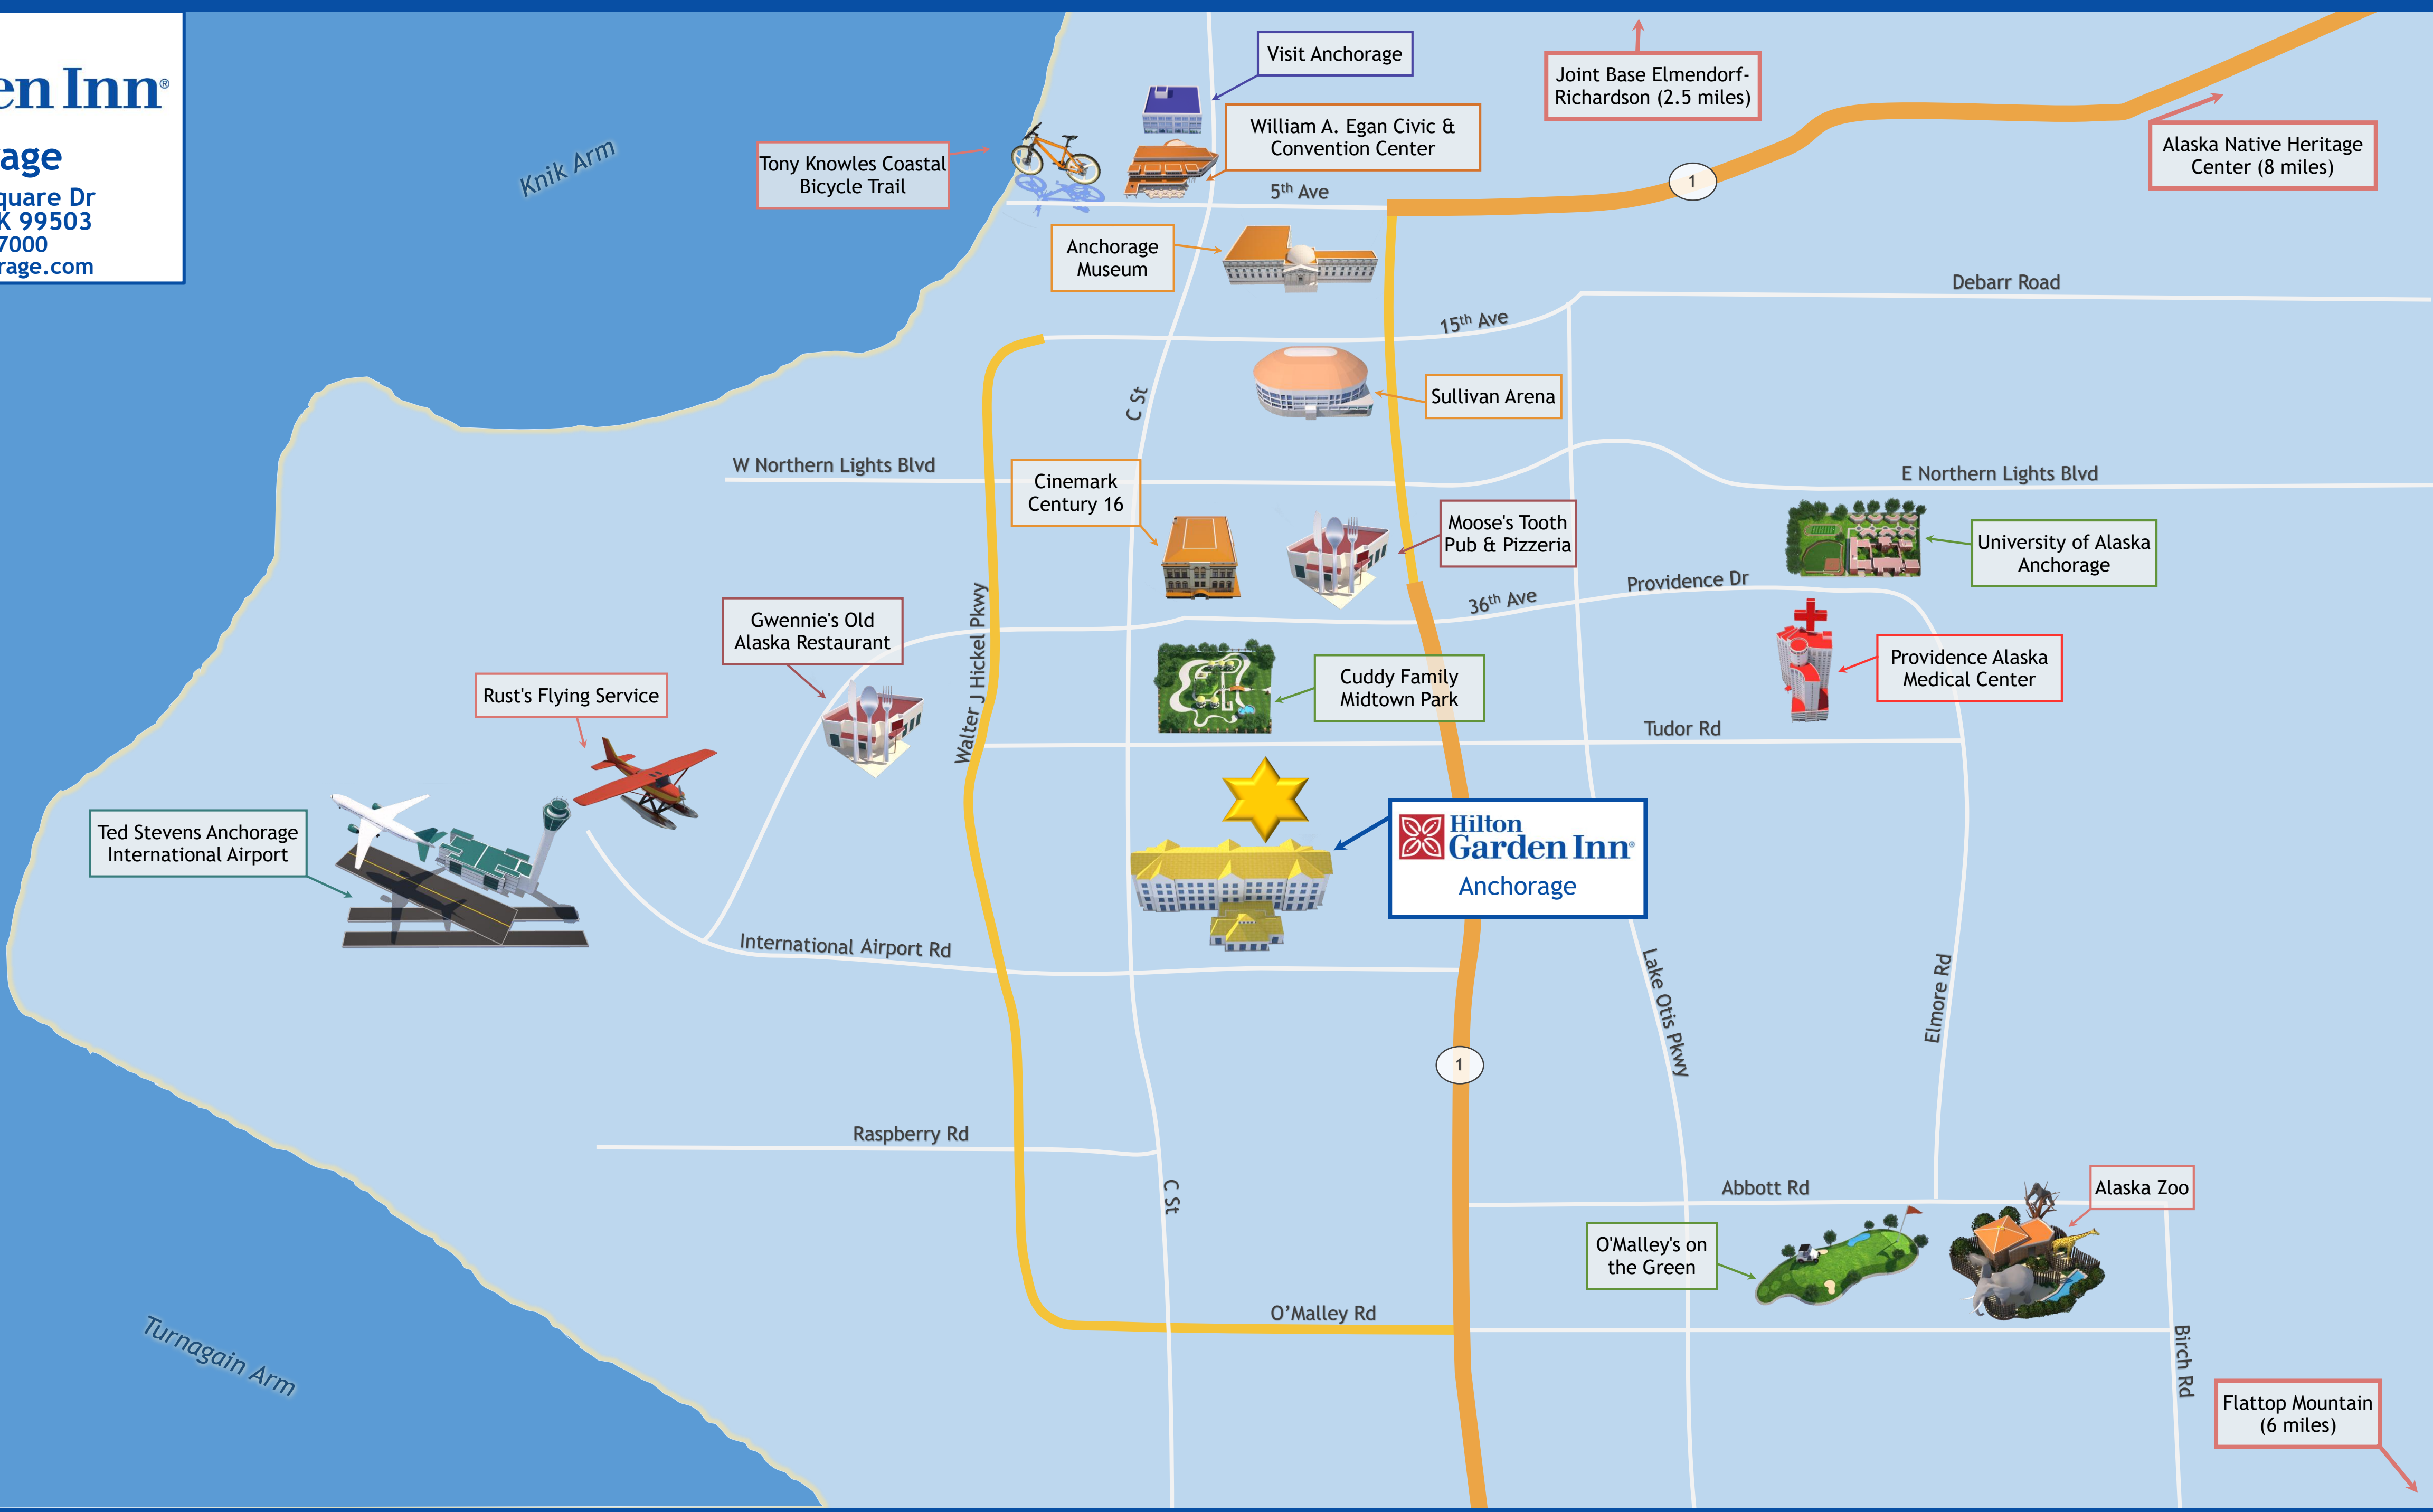 en Inn®
age
quare Dr
K 99503
7000
rage.com
Knik Arm
Visit Anchorage
William A. Egan Civic &
Convention Center
Tony Knowles Coastal
Bicycle Trail
Joint Base Elmendorf-
Richardson (2.5 miles)
Alaska Native Heritage
Center (8 miles)
1
5th Ave
Anchorage
Museum
Debarr Road
15th Ave
C St
Sullivan Arena
W Northern Lights Blvd
E Northern Lights Blvd
Cinemark
Century 16
Moose's Tooth
Pub & Pizzeria
University of Alaska
Anchorage
Providence Dr
36th Ave
Gwennie's Old
Alaska Restaurant
Walter J Hickel Pkwy
Rust's Flying Service
Cuddy Family
Midtown Park
Providence Alaska
Medical Center
Tudor Rd
Ted Stevens Anchorage
International Airport
Hilton
Garden Inn®
Anchorage
International Airport Rd
Lake Otis Pkwy
Elmore Rd
1
Raspberry Rd
C St
Abbott Rd
Alaska Zoo
O'Malley's on
the Green
O’Malley Rd
Birch Rd
Turnagain Arm
Flattop Mountain
(6 miles)